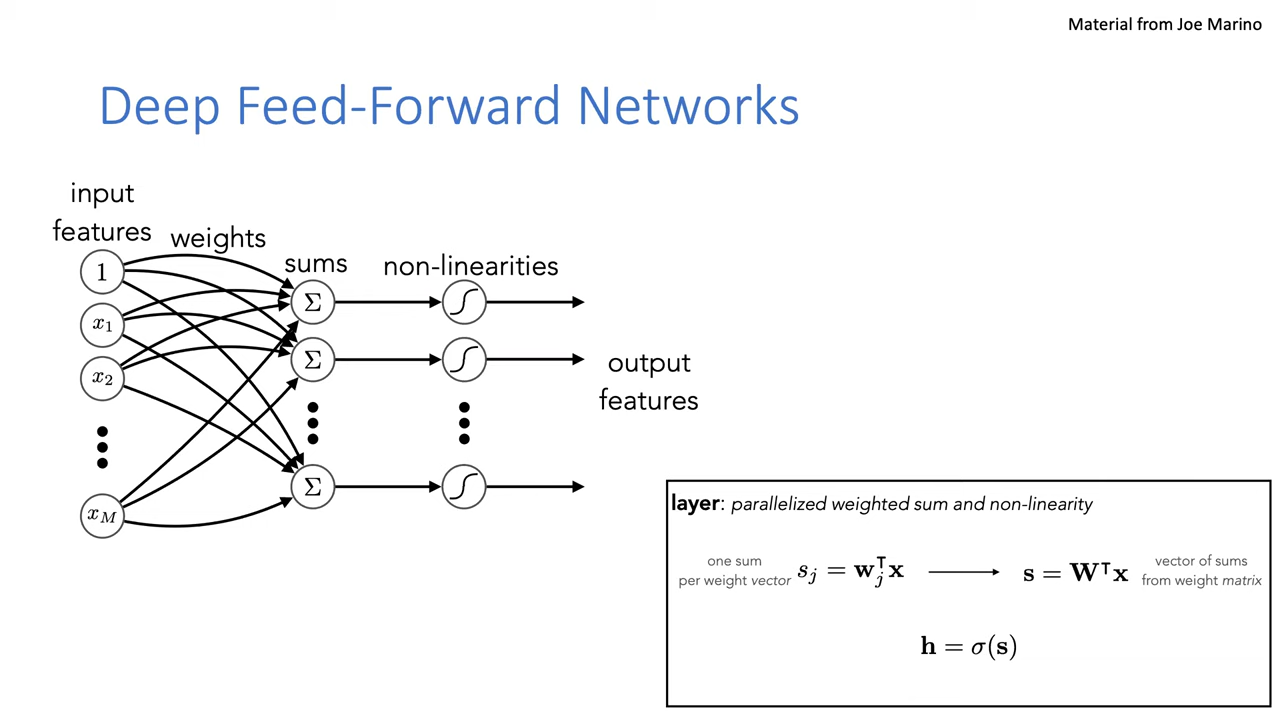 Material from Joe Marino
Deep Feed-Forward Networks
input
features
weights
sums
non-linearities
1
x₁
x₂
x_M
Σ
Σ
Σ
output
features
layer: parallelized weighted sum and non-linearity
one sum
per weight vector
s_j = w_j^⊤ x
s = W^⊤ x
vector of sums
from weight matrix
h = σ(s)